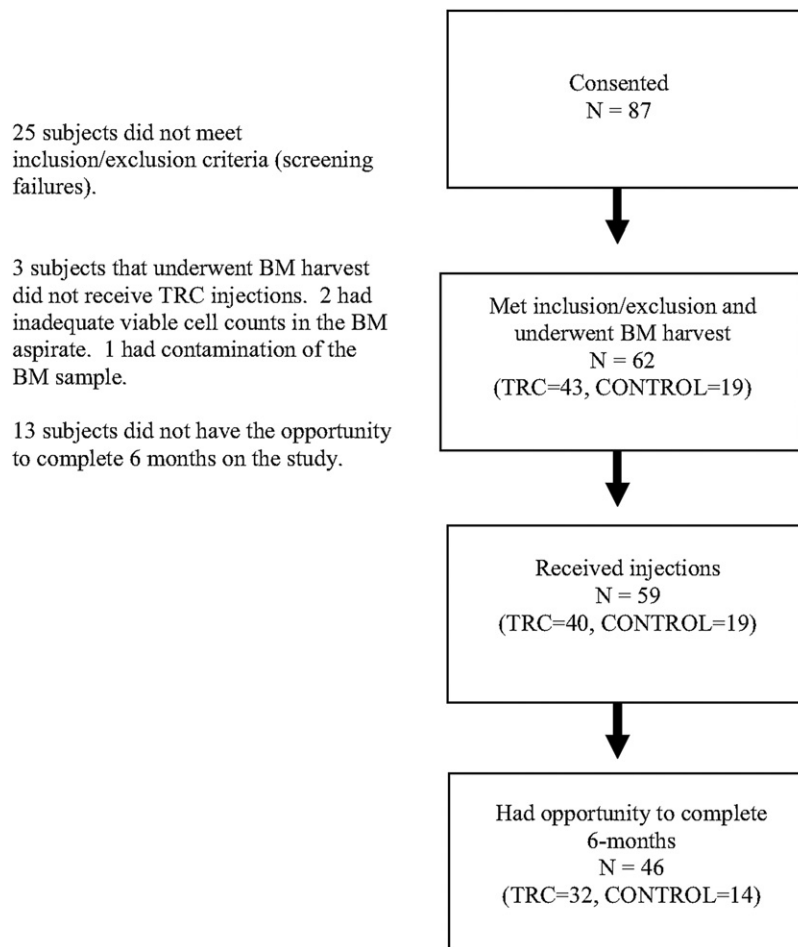 Consented
N = 87
25 subjects did not meet
inclusion/exclusion criteria (screening
failures).
3 subjects that underwent BM harvest
did not receive TRC injections.  2 had
inadequate viable cell counts in the BM
aspirate.  1 had contamination of the
BM sample.
Met inclusion/exclusion and
underwent BM harvest
N = 62
(TRC=43, CONTROL=19)
13 subjects did not have the opportunity
to complete 6 months on the study.
Received injections
N = 59
(TRC=40, CONTROL=19)
Had opportunity to complete
6-months
N = 46
(TRC=32, CONTROL=14)